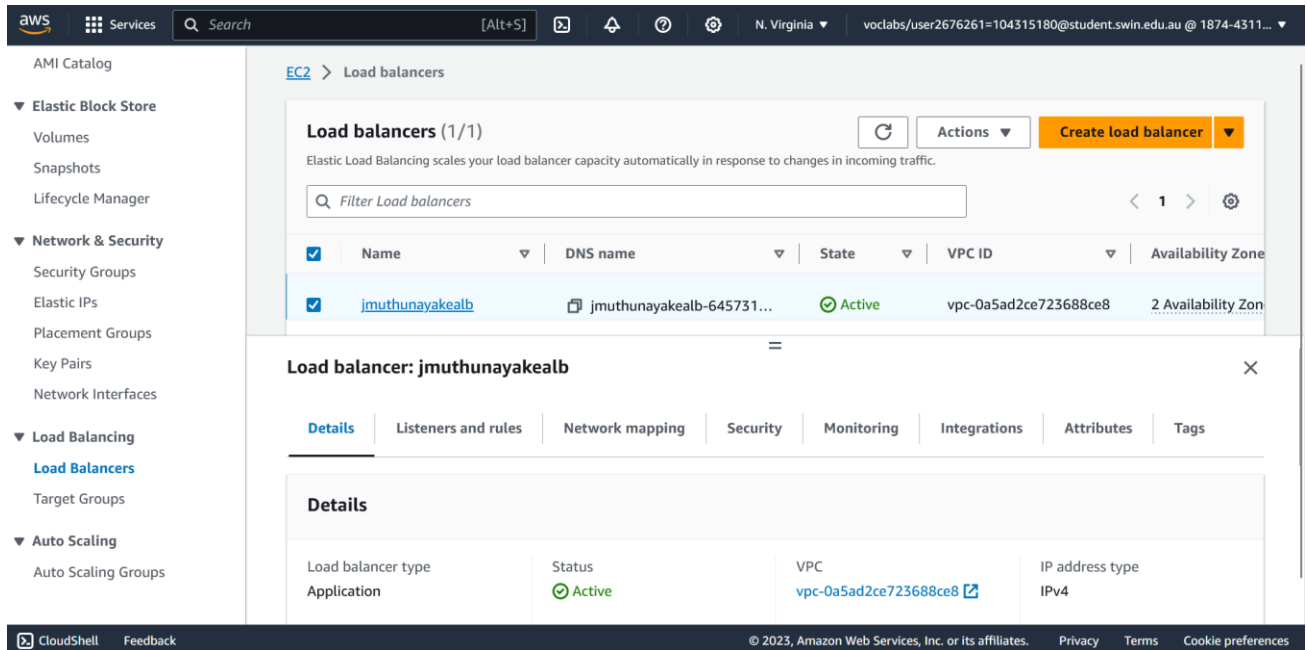 aws Services Search [Alt+S] N. Virginia voclabs/user2676261=104315180@student.swin.edu.au @ 1874-4311...
AMI Catalog
Elastic Block Store
Volumes
Snapshots
Lifecycle Manager
Network & Security
Security Groups
Elastic IPs
Placement Groups
Key Pairs
Network Interfaces
Load Balancing
Load Balancers
Target Groups
Auto Scaling
Auto Scaling Groups
EC2 > Load balancers
Load balancers (1/1) Actions Create load balancer
Elastic Load Balancing scales your load balancer capacity automatically in response to changes in incoming traffic.
Filter Load balancers 1
Name DNS name State VPC ID Availability Zone
jmuthunayakealb jmuthunayakealb-645731... Active vpc-0a5ad2ce723688ce8 2 Availability Zon
Load balancer: jmuthunayakealb
Details Listeners and rules Network mapping Security Monitoring Integrations Attributes Tags
Details
Load balancer type Status VPC IP address type
Application Active vpc-0a5ad2ce723688ce8 IPv4
CloudShell Feedback © 2023, Amazon Web Services, Inc. or its affiliates. Privacy Terms Cookie preferences